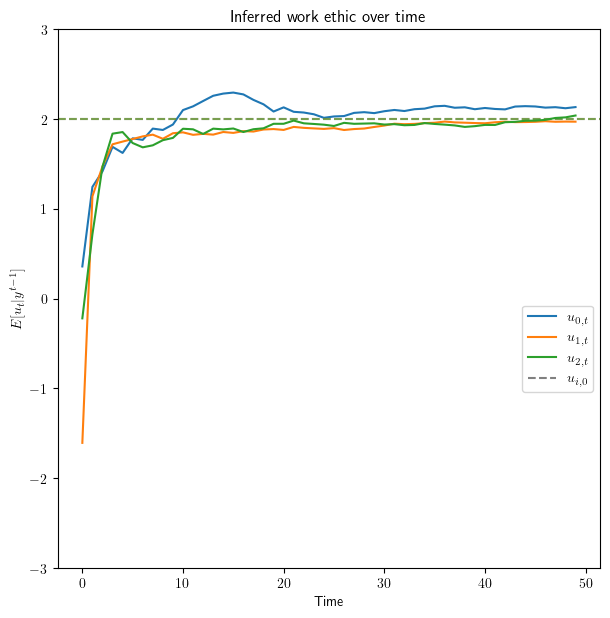 Inferred work ethic over time
3
2
1
0
−1
−2
−3
E[u_t|y^{t−1}]
0 10 20 30 40 50
Time
u_{0,t}
u_{1,t}
u_{2,t}
u_{i,0}